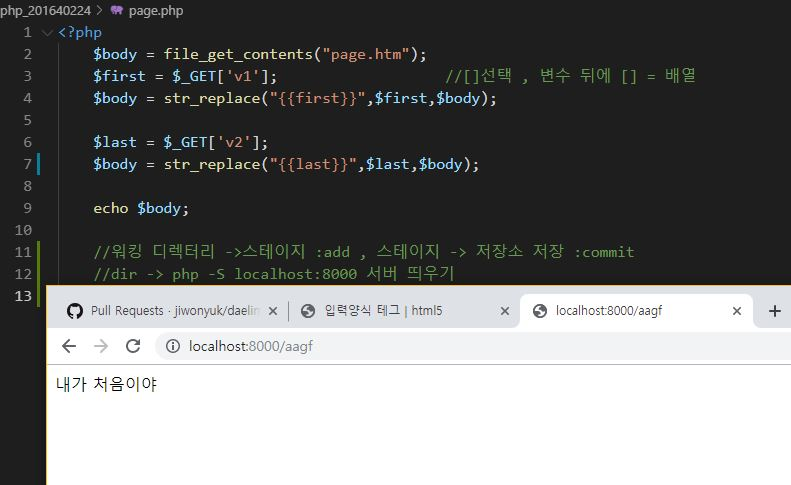 php_201640224 > page.php
1 <?php
2 $body = file_get_contents("page.htm");
3 $first = $_GET['v1']; //[]선택 , 변수 뒤에 [] = 배열
4 $body = str_replace("{{first}}",$first,$body);
5
6 $last = $_GET['v2'];
7 $body = str_replace("{{last}}",$last,$body);
8
9 echo $body;
10
11 //워킹 디렉터리 ->스테이지 :add , 스테이지 -> 저장소 저장 :commit
12 //dir -> php -S localhost:8000 서버 띄우기
13
Pull Requests · jiwonyuk/daelim
입력양식 테그 | html5
localhost:8000/aagf
localhost:8000/aagf
내가 처음이야